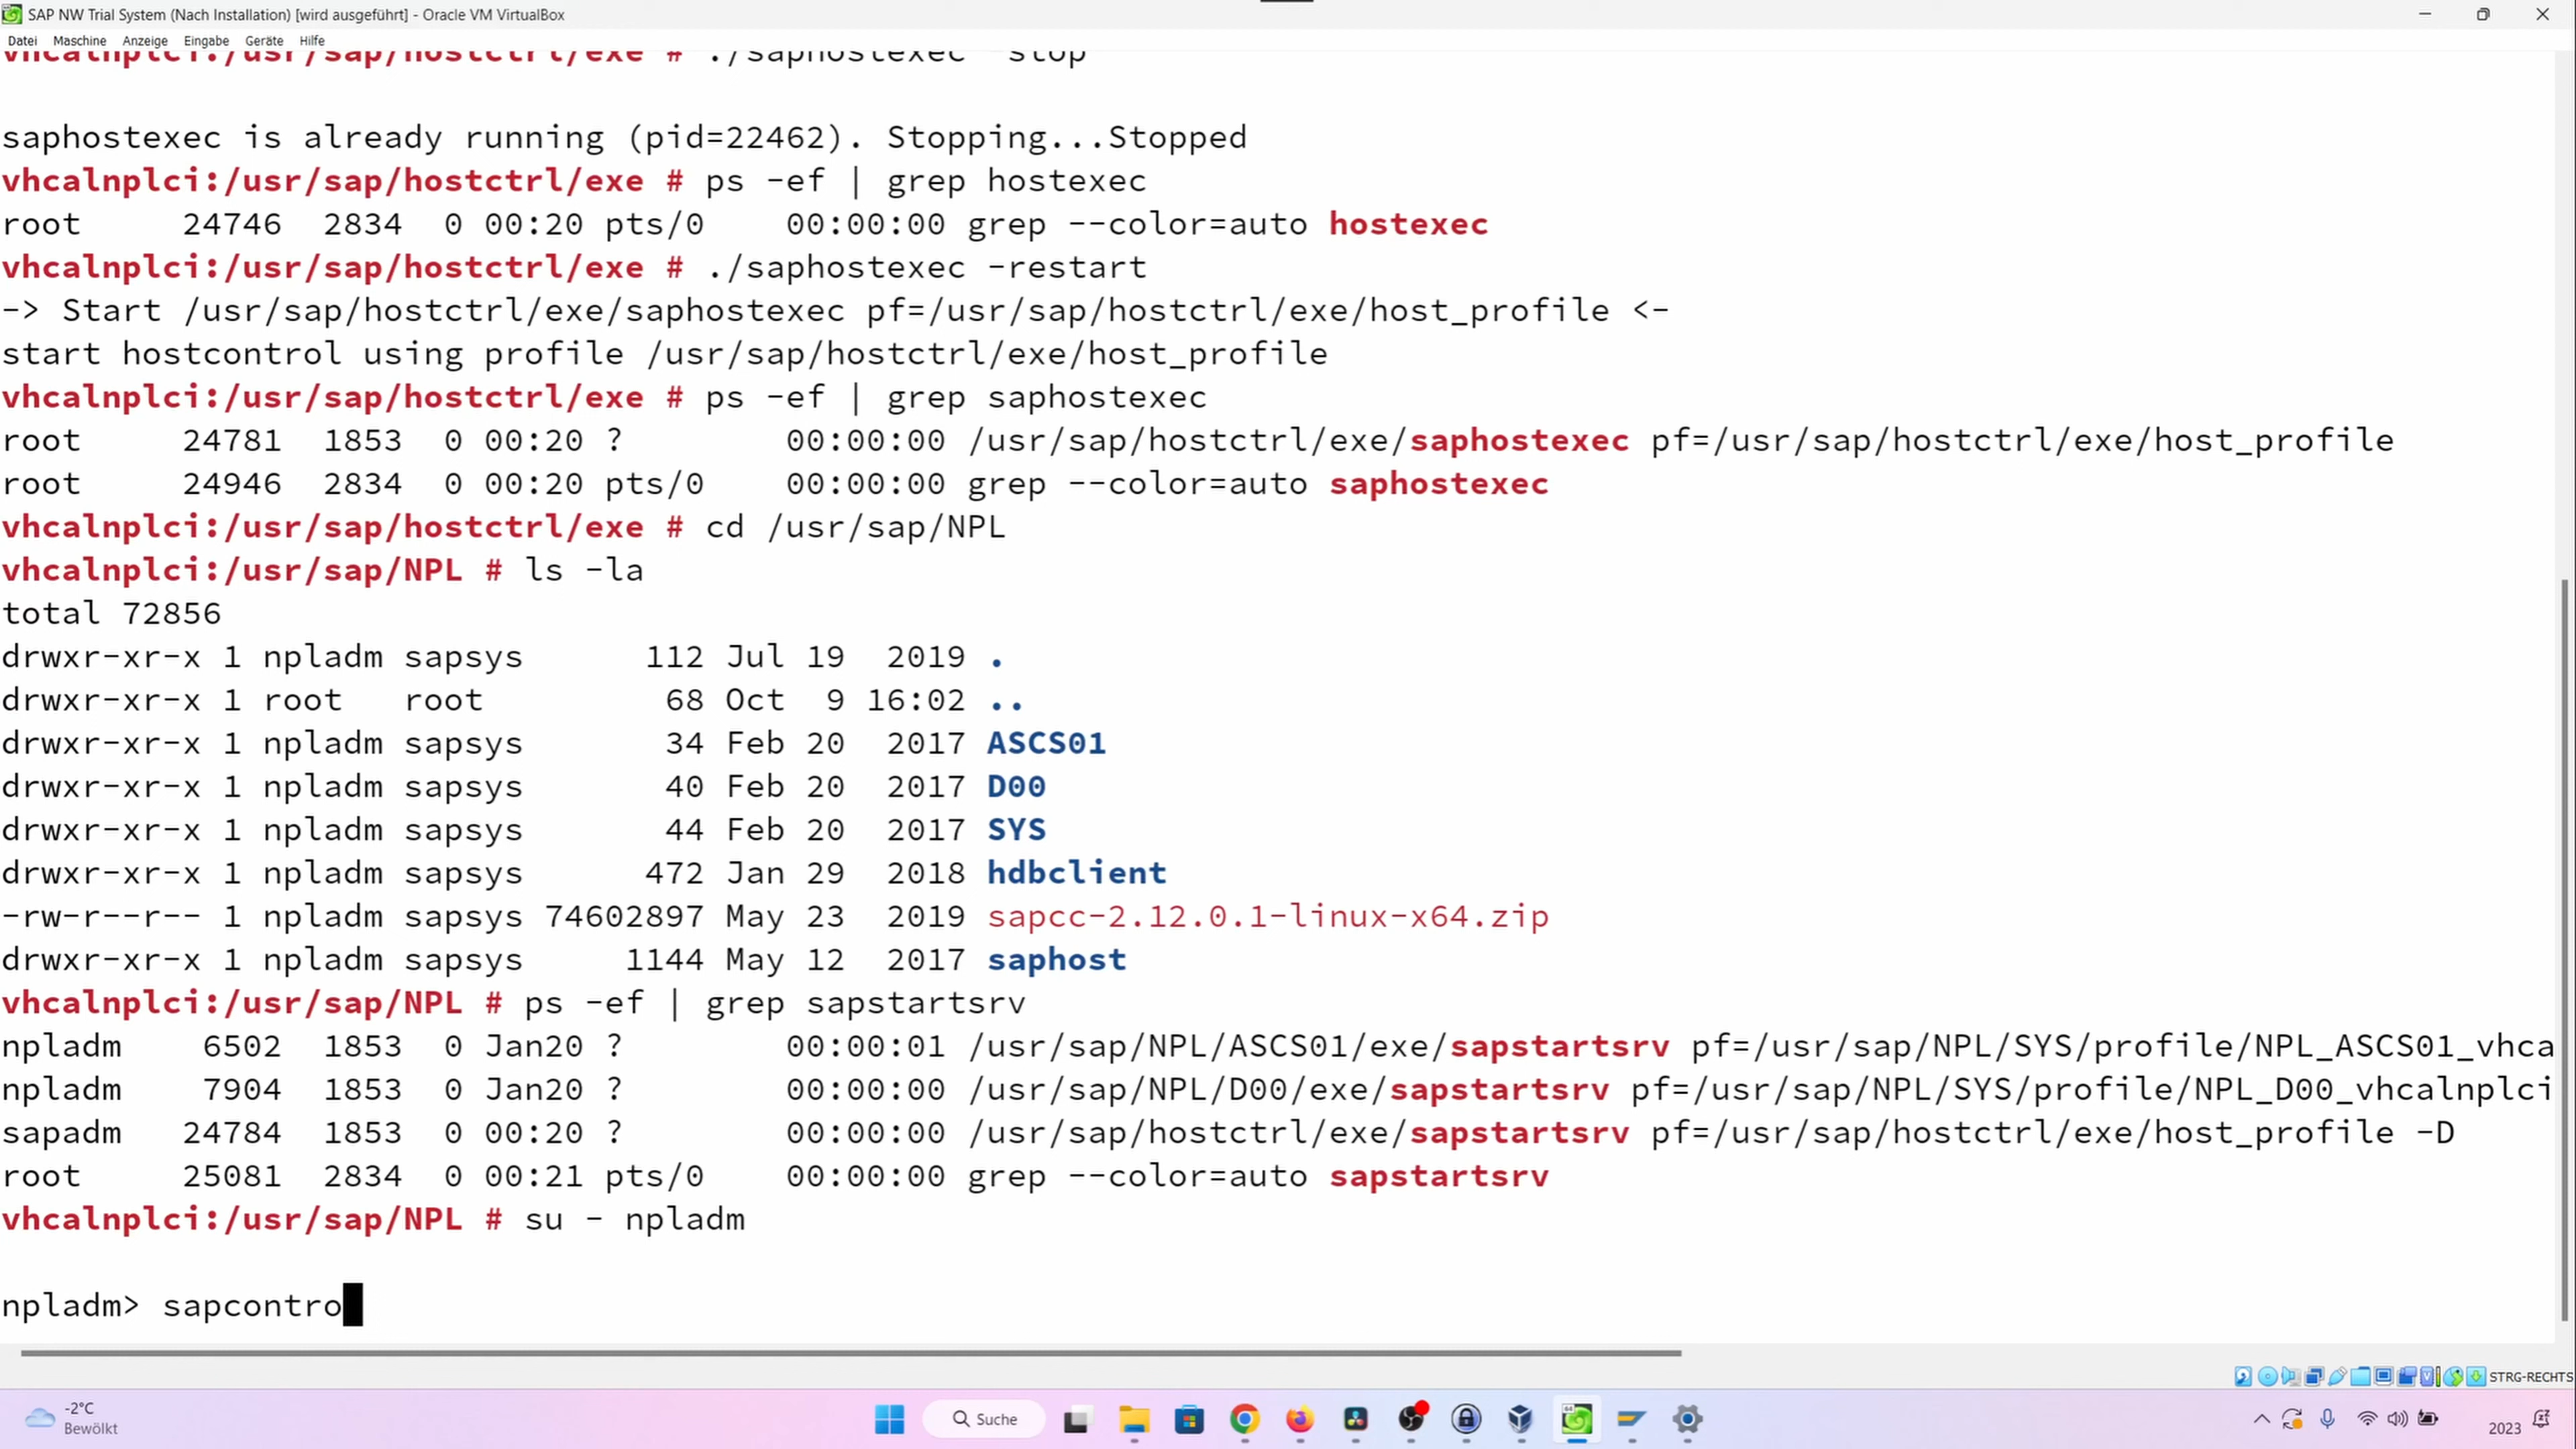 SAP NW Trial System (Nach Installation) [wird ausgeführt] - Oracle VM VirtualBox
Datei Maschine Anzeige Eingabe Geräte Hilfe
vhcalnplci:/usr/sap/hostctrl/exe # ./saphostexec -stop
saphostexec is already running (pid=22462). Stopping...Stopped
vhcalnplci:/usr/sap/hostctrl/exe # ps -ef | grep hostexec
root 24746 2834 0 00:20 pts/0 00:00:00 grep --color=auto hostexec
vhcalnplci:/usr/sap/hostctrl/exe # ./saphostexec -restart
-> Start /usr/sap/hostctrl/exe/saphostexec pf=/usr/sap/hostctrl/exe/host_profile <-
start hostcontrol using profile /usr/sap/hostctrl/exe/host_profile
vhcalnplci:/usr/sap/hostctrl/exe # ps -ef | grep saphostexec
root 24781 1853 0 00:20 ? 00:00:00 /usr/sap/hostctrl/exe/saphostexec pf=/usr/sap/hostctrl/exe/host_profile
root 24946 2834 0 00:20 pts/0 00:00:00 grep --color=auto saphostexec
vhcalnplci:/usr/sap/hostctrl/exe # cd /usr/sap/NPL
vhcalnplci:/usr/sap/NPL # ls -la
total 72856
drwxr-xr-x 1 npladm sapsys 112 Jul 19 2019 .
drwxr-xr-x 1 root root 68 Oct 9 16:02 ..
drwxr-xr-x 1 npladm sapsys 34 Feb 20 2017 ASCS01
drwxr-xr-x 1 npladm sapsys 40 Feb 20 2017 D00
drwxr-xr-x 1 npladm sapsys 44 Feb 20 2017 SYS
drwxr-xr-x 1 npladm sapsys 472 Jan 29 2018 hdbclient
-rw-r--r-- 1 npladm sapsys 74602897 May 23 2019 sapcc-2.12.0.1-linux-x64.zip
drwxr-xr-x 1 npladm sapsys 1144 May 12 2017 saphost
vhcalnplci:/usr/sap/NPL # ps -ef | grep sapstartsrv
npladm 6502 1853 0 Jan20 ? 00:00:01 /usr/sap/NPL/ASCS01/exe/sapstartsrv pf=/usr/sap/NPL/SYS/profile/NPL_ASCS01_vhca
npladm 7904 1853 0 Jan20 ? 00:00:00 /usr/sap/NPL/D00/exe/sapstartsrv pf=/usr/sap/NPL/SYS/profile/NPL_D00_vhcalnplci
sapadm 24784 1853 0 00:20 ? 00:00:00 /usr/sap/hostctrl/exe/sapstartsrv pf=/usr/sap/hostctrl/exe/host_profile -D
root 25081 2834 0 00:21 pts/0 00:00:00 grep --color=auto sapstartsrv
vhcalnplci:/usr/sap/NPL # su - npladm
npladm> sapcontro
STRG-RECHTS
-2°C
Bewölkt
Suche
2023